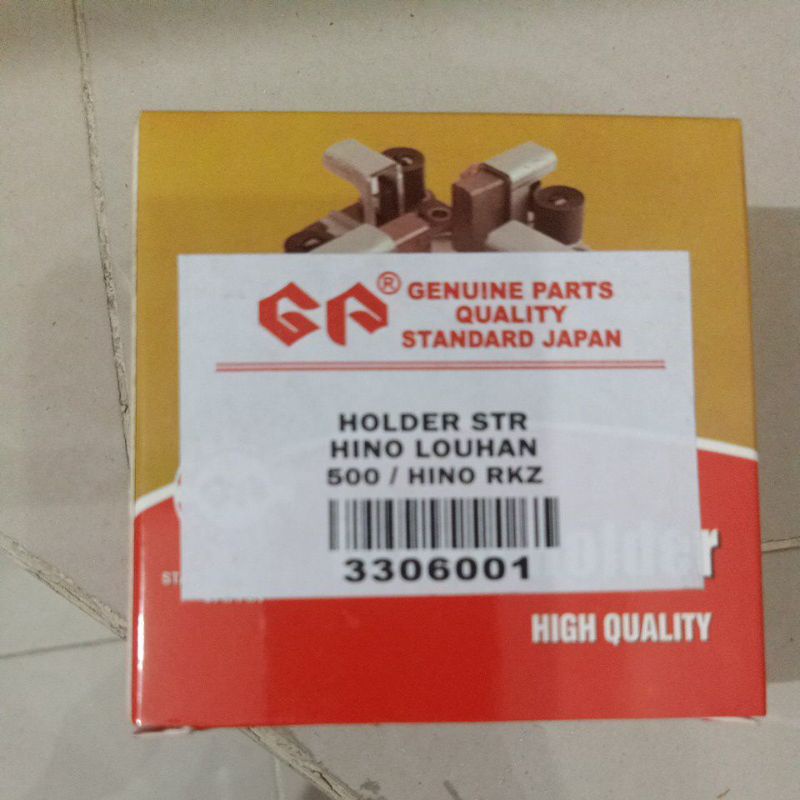 GP®
GENUINE PARTS
QUALITY
STANDARD JAPAN
HOLDER STR
HINO LOUHAN
500 / HINO RKZ
3306001
HIGH QUALITY